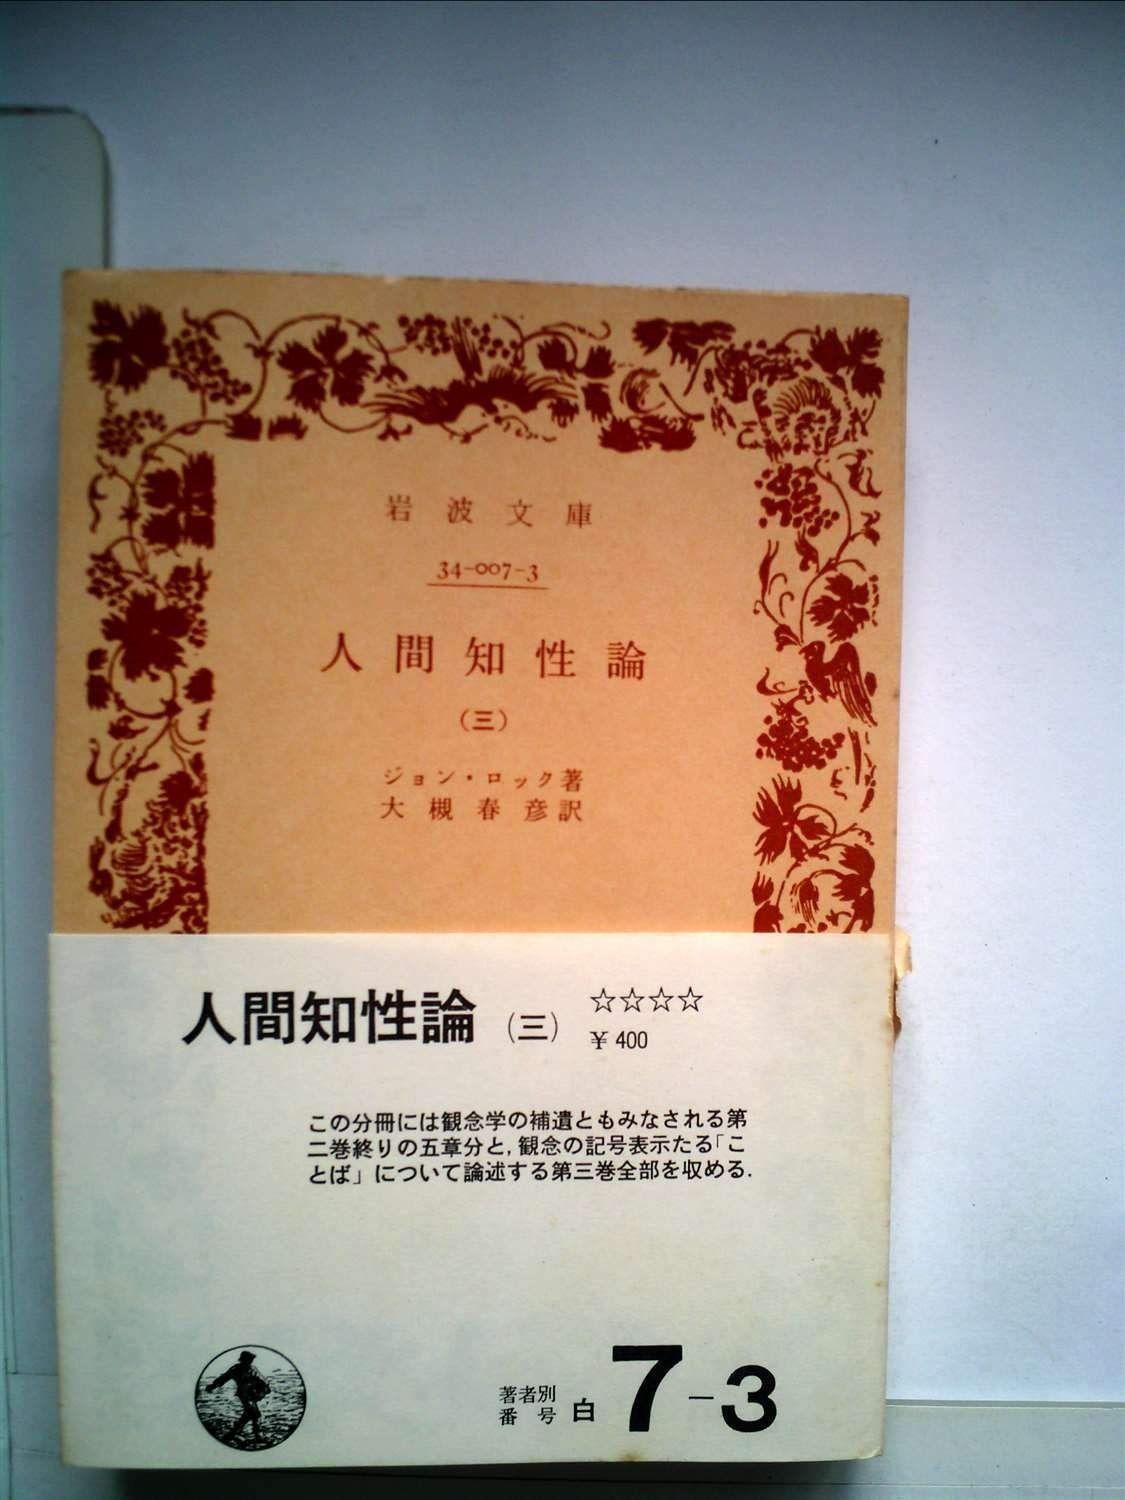 岩波文庫
34-007-3
人間知性論
(三)
ジョン・ロック著
大槻春彦訳
人間知性論 (三)
☆☆☆☆
¥ 400
この分冊には観念学の補遺ともみなされる第
二巻終りの五章分と,観念の記号表示たる「こ
とば」について論述する第三巻全部を収める.
著者別
番号
白 7-3